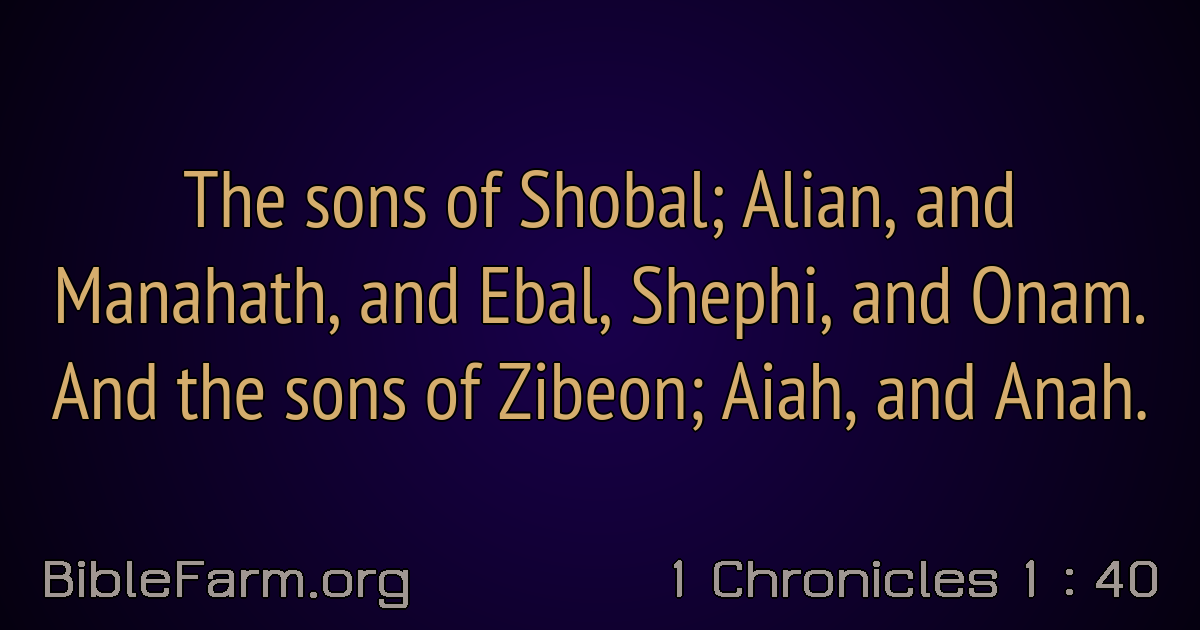 The sons of Shobal; Alian, and
Manahath, and Ebal, Shephi, and Onam.
And the sons of Zibeon; Aiah, and Anah.
BibleFarm.org
1 Chronicles 1 : 40